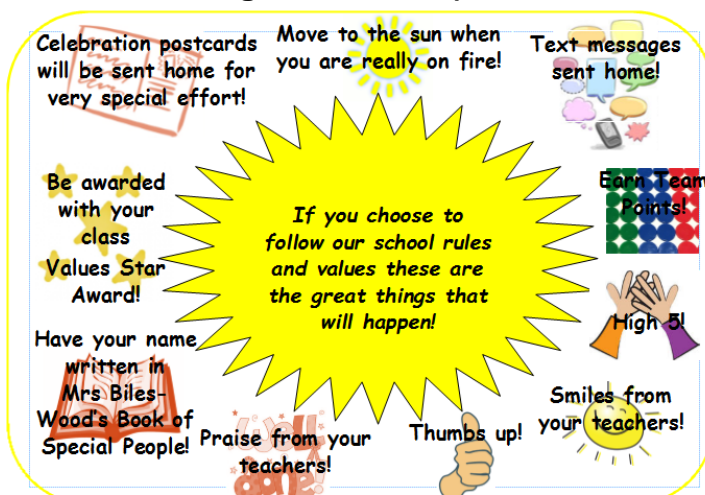 Celebration postcards
will be sent home for
very special effort!
Move to the sun when
you are really on fire!
Text messages
sent home!
Be awarded
with your
class
Values Star
Award!
If you choose to
follow our school rules
and values these are
the great things that
will happen!
Earn Team
Points!
High 5!
Have your name
written in
Mrs Biles-
Wood's Book of
Special People!
Praise from your
teachers!
Well
done!
Thumbs up!
Smiles from
your teachers!